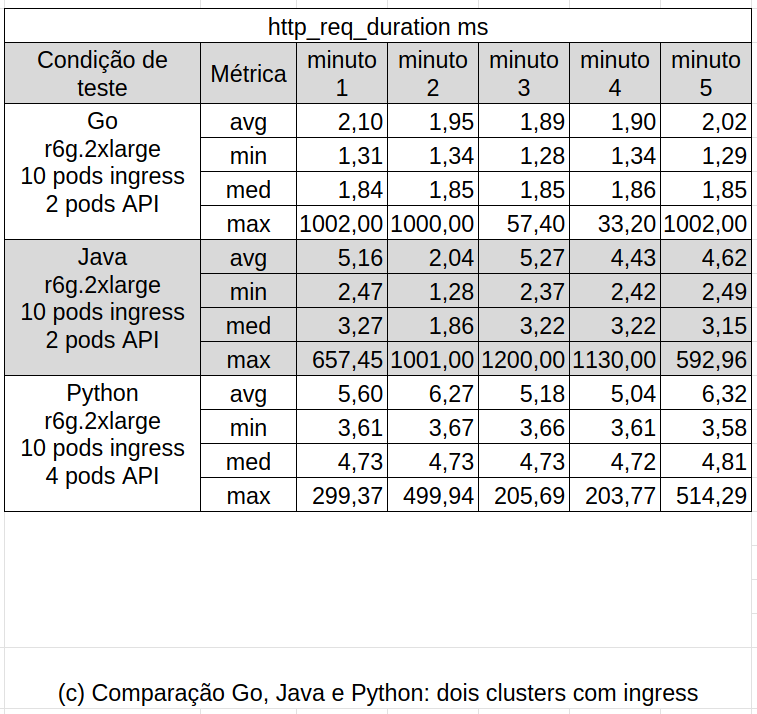 http_req_duration ms
Condição de teste Métrica minuto 1 minuto 2 minuto 3 minuto 4 minuto 5
Go
r6g.2xlarge
10 pods ingress
2 pods API
avg 2,10 1,95 1,89 1,90 2,02
min 1,31 1,34 1,28 1,34 1,29
med 1,84 1,85 1,85 1,86 1,85
max 1002,00 1000,00 57,40 33,20 1002,00
Java
r6g.2xlarge
10 pods ingress
2 pods API
avg 5,16 2,04 5,27 4,43 4,62
min 2,47 1,28 2,37 2,42 2,49
med 3,27 1,86 3,22 3,22 3,15
max 657,45 1001,00 1200,00 1130,00 592,96
Python
r6g.2xlarge
10 pods ingress
4 pods API
avg 5,60 6,27 5,18 5,04 6,32
min 3,61 3,67 3,66 3,61 3,58
med 4,73 4,73 4,73 4,72 4,81
max 299,37 499,94 205,69 203,77 514,29
(c) Comparação Go, Java e Python: dois clusters com ingress